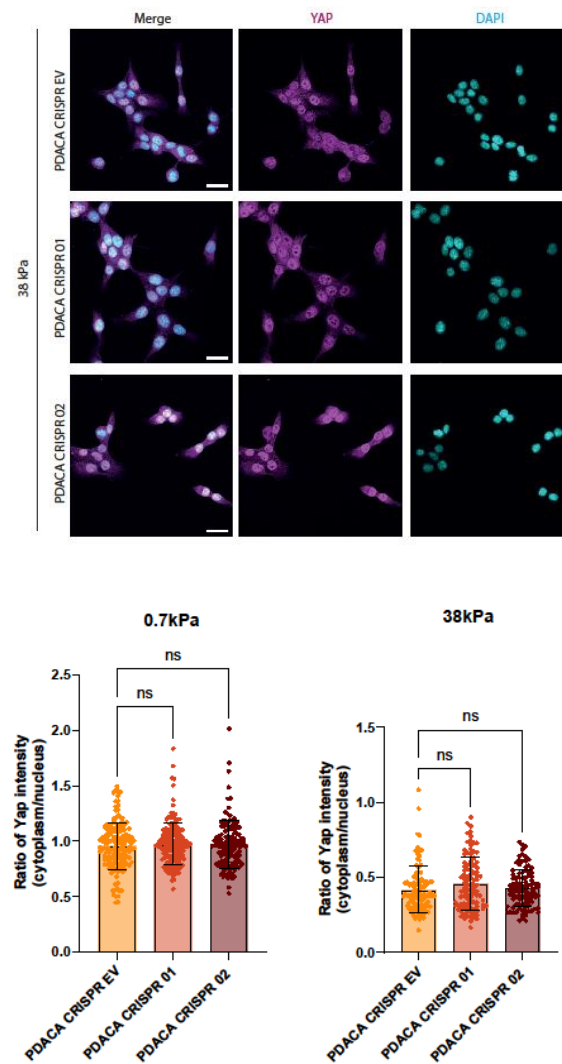 Merge YAP DAPI
38 kPa
PDACA CRISPR EV
PDACA CRISPR 01
PDACA CRISPR 02
0.7kPa
Ratio of Yap intensity
(cytoplasm/nucleus)
2.5
2.0
1.5
1.0
0.5
0.0
ns
ns
PDACA CRISPR EV
PDACA CRISPR 01
PDACA CRISPR 02
38kPa
Ratio of Yap intensity
(cytoplasm/nucleus)
1.5
1.0
0.5
0.0
ns
ns
PDACA CRISPR EV
PDACA CRISPR 01
PDACA CRISPR 02